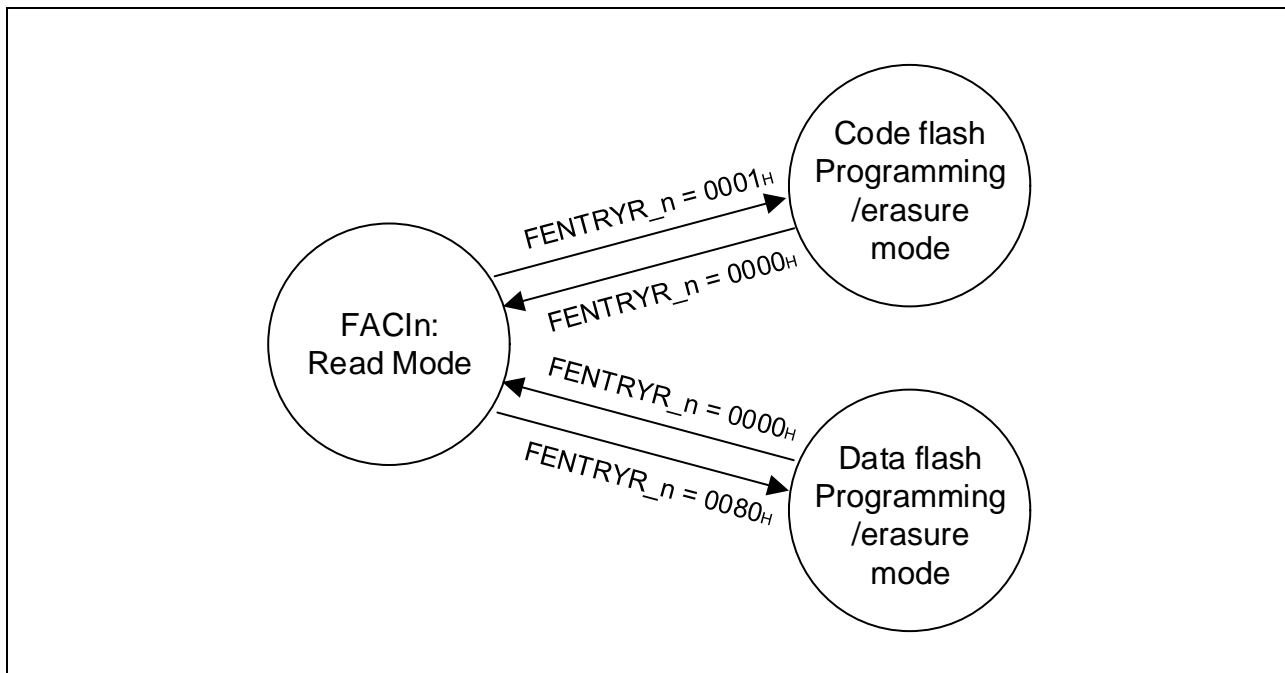 FACIn:
Read Mode
FENTRYR_n = 0001H
FENTRYR_n = 0000H
Code flash
Programming
/erasure
mode
FENTRYR_n = 0000H
FENTRYR_n = 0080H
Data flash
Programming
/erasure
mode